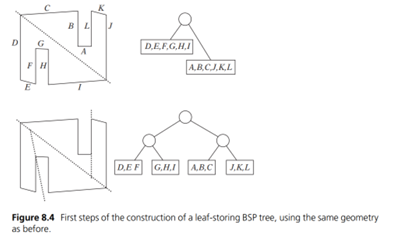 C K
B L J
D G D,E,F,G,H,I
A
F H A,B,C,J,K,L
E I
D,E F G,H,I A,B,C J,K,L
Figure 8.4 First steps of the construction of a leaf-storing BSP tree, using the same geometry
as before.